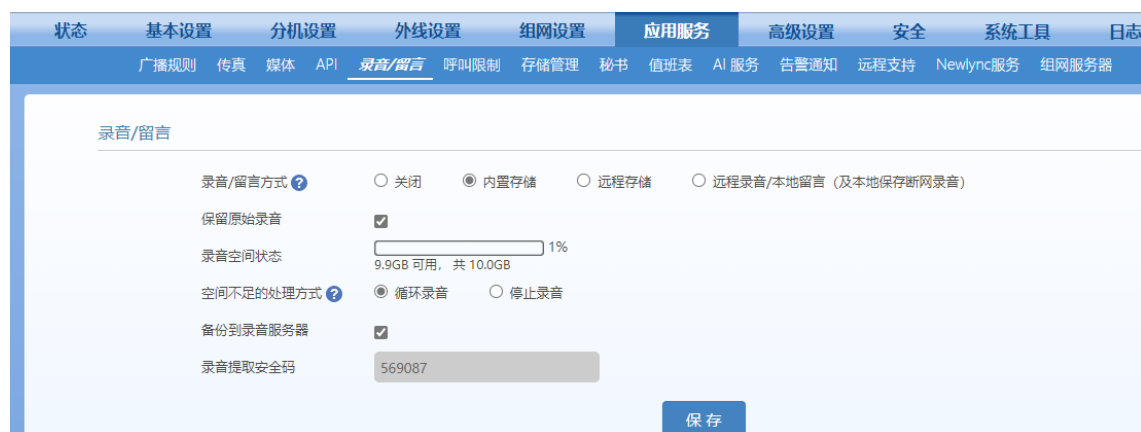 状态 基本设置 分机设置 外线设置 组网设置 应用服务 高级设置 安全 系统工具 日志
广播规则 传真 媒体 API 录音/留言 呼叫限制 存储管理 秘书 值班表 AI 服务 告警通知 远程支持 Newlync服务 组网服务器
录音/留言
录音/留言方式 ? 关闭 内置存储 远程存储 远程录音/本地留言（及本地保存断网录音）
保留原始录音
录音空间状态 1%
9.9GB 可用， 共 10.0GB
空间不足的处理方式 ? 循环录音 停止录音
备份到录音服务器
录音提取安全码 569087
保 存